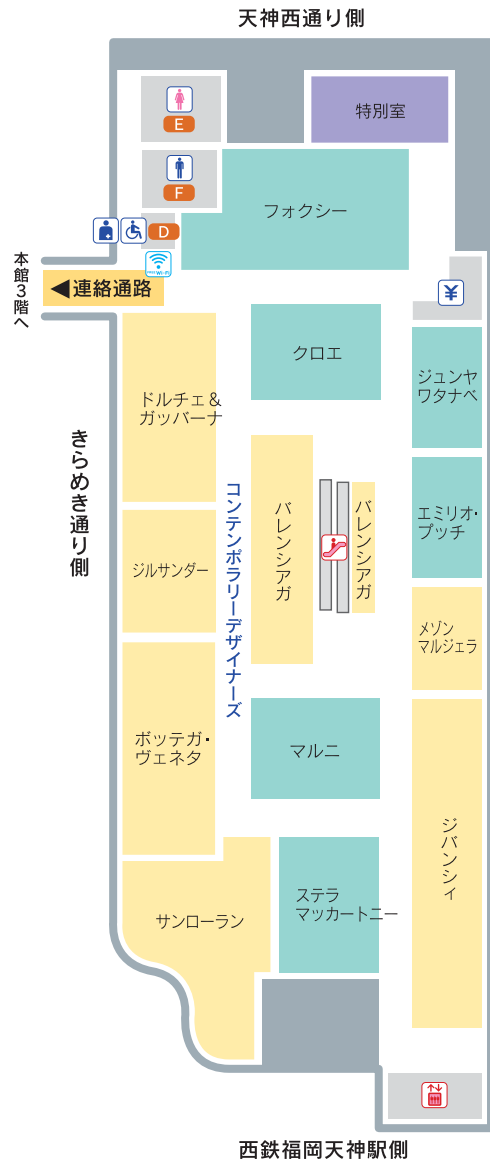 天神西通り側
特別室
E
F
フォクシー
D
FREE Wi-Fi
本館3階へ
連絡通路
¥
クロエ
ジュンヤ
ワタナベ
ドルチェ&
ガッバーナ
きらめき通り側
コンテンポラリーデザイナーズ
バレンシアガ
バレンシアガ
エミリオ・
プッチ
ジルサンダー
メゾン
マルジェラ
ボッテガ・
ヴェネタ
マルニ
ジバンシィ
サンローラン
ステラ
マッカートニー
西鉄福岡天神駅側